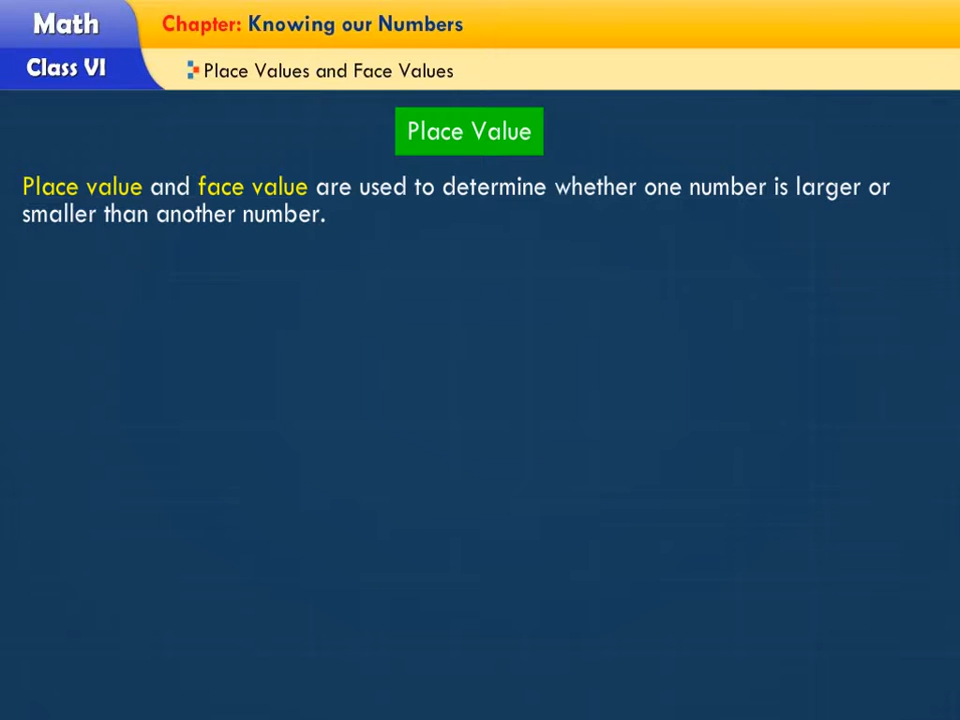 Math
Chapter: Knowing our Numbers
Class VI
Place Values and Face Values
Place Value
Place value and face value are used to determine whether one number is larger or
smaller than another number.